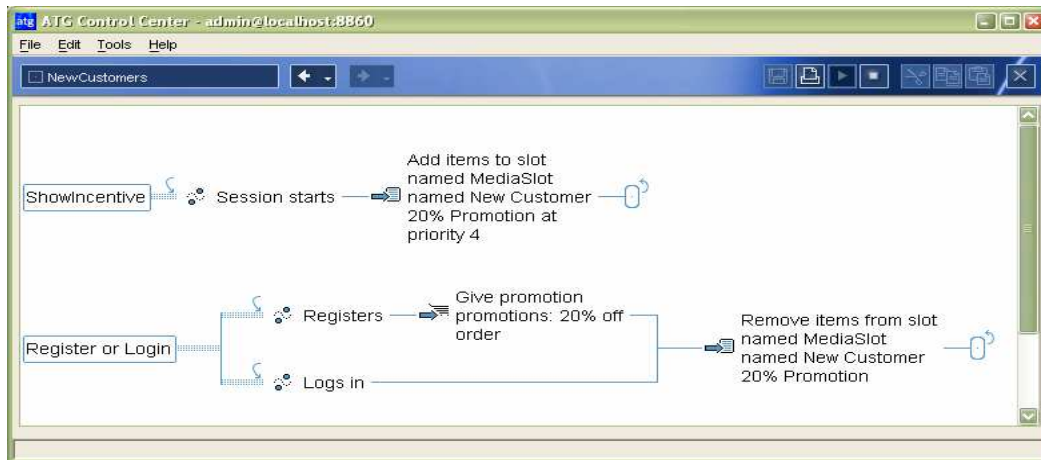 atg ATG Control Center - admin@localhost:8860
File Edit Tools Help
NewCustomers
ShowIncentive
Session starts
Add items to slot
named MediaSlot
named New Customer
20% Promotion at
priority 4
Register or Login
Registers
Give promotion
promotions: 20% off
order
Logs in
Remove items from slot
named MediaSlot
named New Customer
20% Promotion